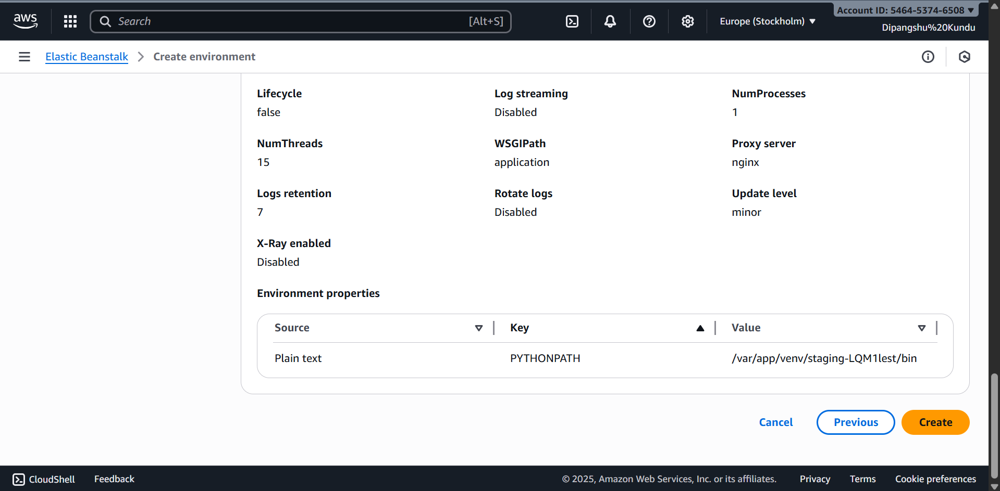 aws
Search [Alt+S]
Europe (Stockholm)
Account ID: 5464-5374-6508
Dipangshu%20Kundu
Elastic Beanstalk
Create environment
Lifecycle
false
Log streaming
Disabled
NumProcesses
1
NumThreads
15
WSGIPath
application
Proxy server
nginx
Logs retention
7
Rotate logs
Disabled
Update level
minor
X-Ray enabled
Disabled
Environment properties
Source Key Value
Plain text PYTHONPATH /var/app/venv/staging-LQM1lest/bin
Cancel Previous Create
CloudShell Feedback © 2025, Amazon Web Services, Inc. or its affiliates. Privacy Terms Cookie preferences